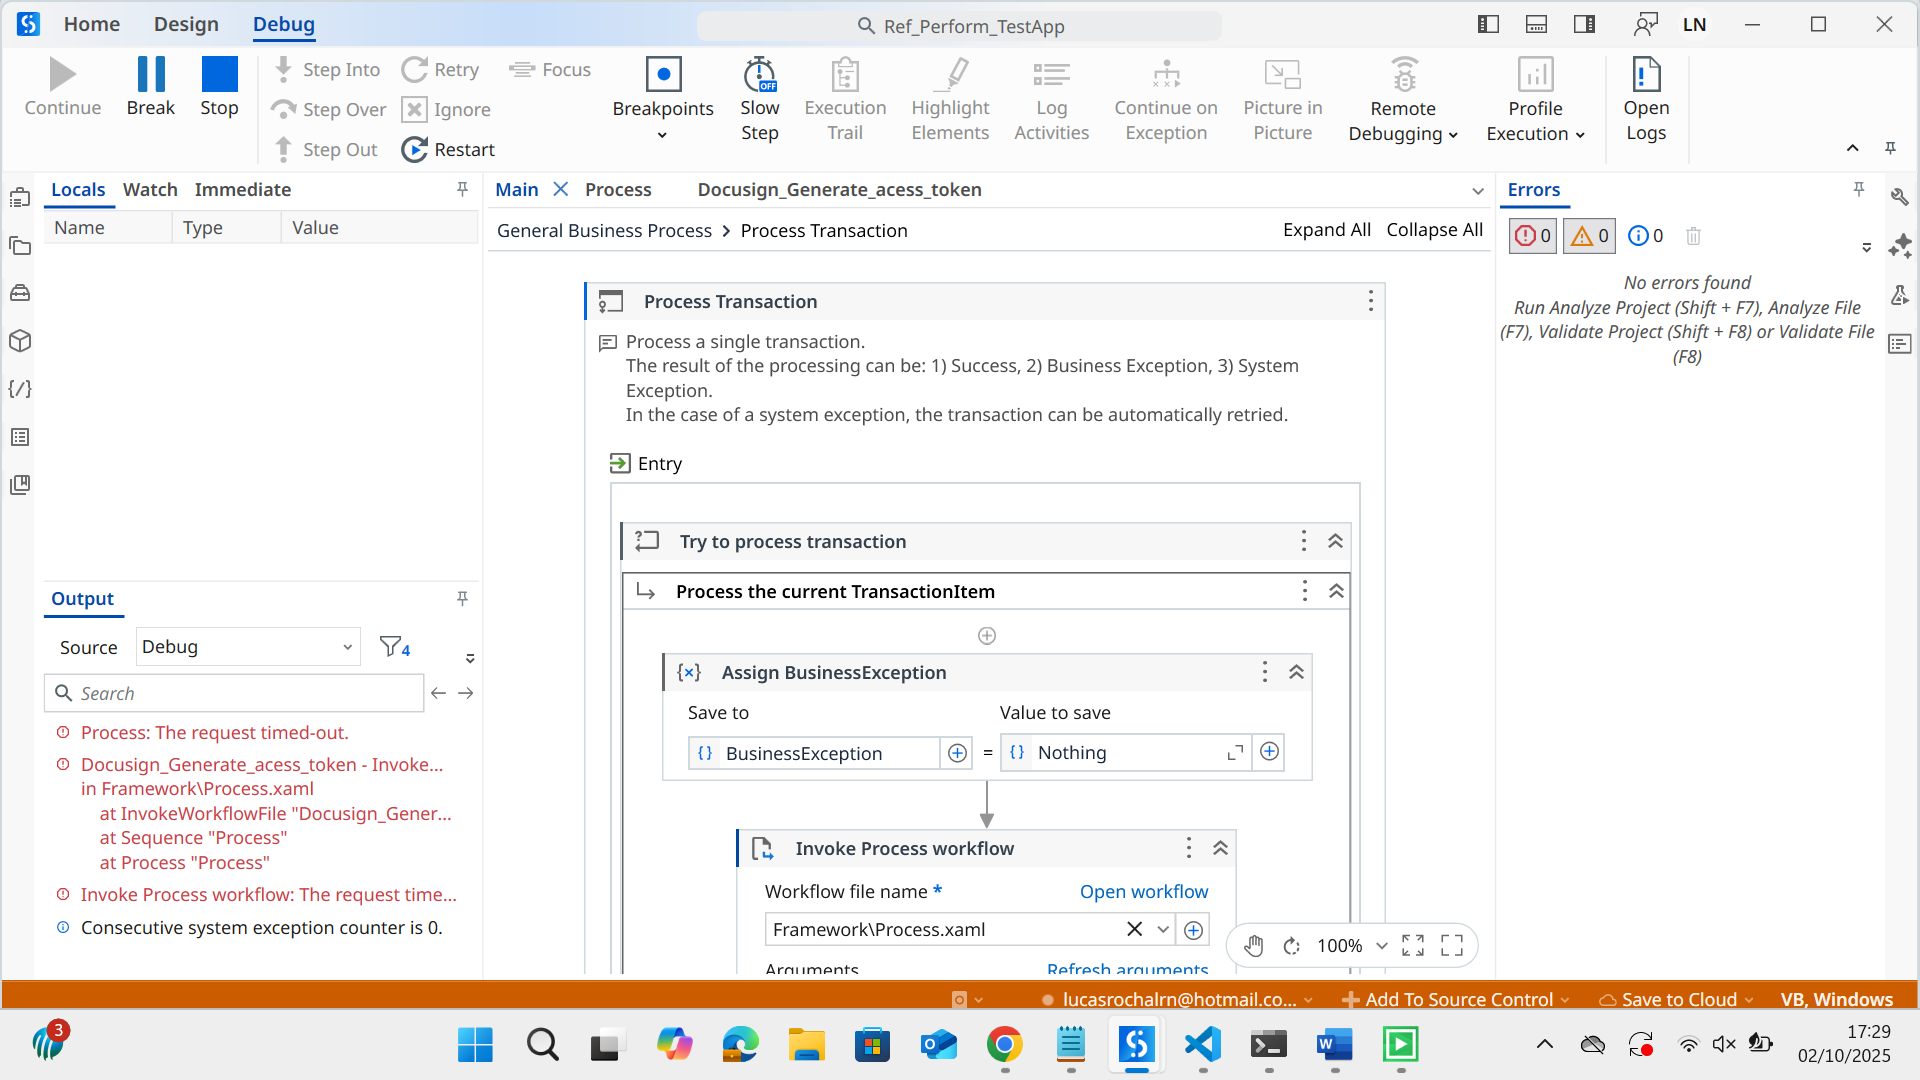 Home Design Debug Ref_Perform_TestApp LN
Continue Break Stop
Step Into Retry Focus
Step Over Ignore
Step Out Restart
Breakpoints
Slow Step
OFF
Execution Trail
Highlight Elements
Log Activities
Continue on Exception
Picture in Picture
Remote Debugging
Profile Execution
Open Logs
Locals Watch Immediate
Name Type Value
Main Process Docusign_Generate_acess_token
General Business Process > Process Transaction
Expand All Collapse All
Process Transaction
Process a single transaction.
The result of the processing can be: 1) Success, 2) Business Exception, 3) System
Exception.
In the case of a system exception, the transaction can be automatically retried.
Entry
Try to process transaction
Process the current TransactionItem
Assign BusinessException
Save to Value to save
BusinessException = Nothing
Invoke Process workflow
Workflow file name * Open workflow
Framework\Process.xaml
Arguments Refresh arguments
100%
Errors
0 0 0
No errors found
Run Analyze Project (Shift + F7), Analyze File
(F7), Validate Project (Shift + F8) or Validate File
(F8)
Output
Source Debug 4
Search
Process: The request timed-out.
Docusign_Generate_acess_token - Invoke...
in Framework\Process.xaml
at InvokeWorkflowFile "Docusign_Gener...
at Sequence "Process"
at Process "Process"
Invoke Process workflow: The request time...
Consecutive system exception counter is 0.
lucasrochalrn@hotmail.co... Add To Source Control Save to Cloud VB, Windows
3
17:29
02/10/2025